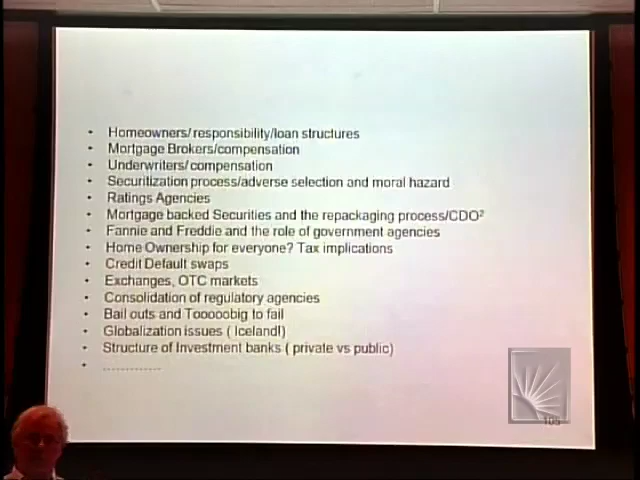 • Homeowners/ responsibility/loan structures
• Mortgage Brokers/compensation
• Underwriters/ compensation
• Securitization process/adverse selection and moral hazard
• Ratings Agencies
• Mortgage backed Securities and the repackaging process/CDO²
• Fannie and Freddie and the role of government agencies
• Home Ownership for everyone? Tax implications
• Credit Default swaps
• Exchanges, OTC markets
• Consolidation of regulatory agencies
• Bail outs and Tooooobig to fail
• Globalization issues ( Iceland!)
• Structure of Investment banks ( private vs public)
• .............
105